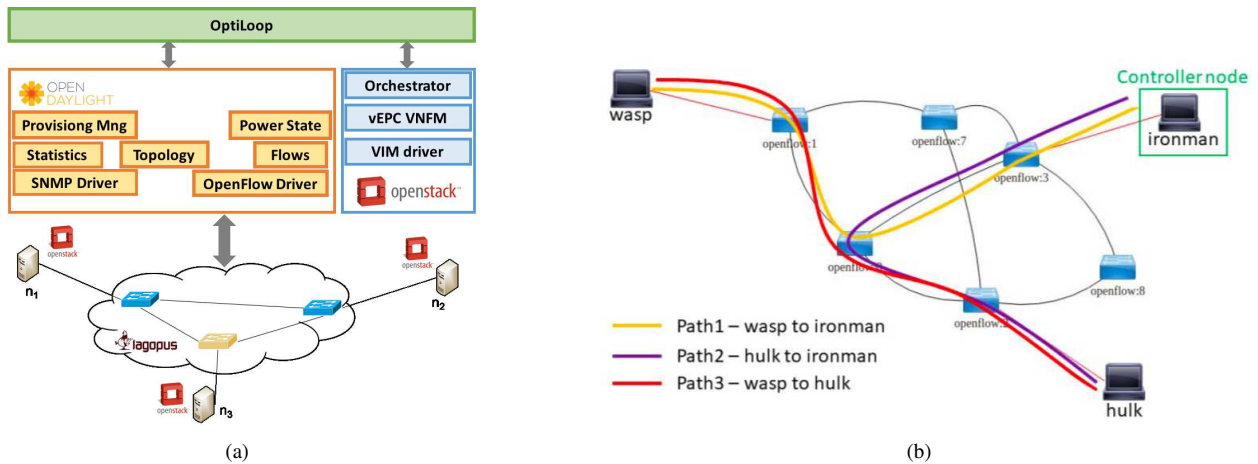 OptiLoop
OPEN
DAYLIGHT
Provisiong Mng
Power State
Statistics
Topology
Flows
SNMP Driver
OpenFlow Driver
Orchestrator
vEPC VNFM
VIM driver
openstack
openstack
n1
openstack
n2
lagopus
openstack
n3
(a)
wasp
openflow:1
openflow:7
Controller node
ironman
openflow:3
openflow:8
Path1 – wasp to ironman
Path2 – hulk to ironman
Path3 – wasp to hulk
hulk
(b)